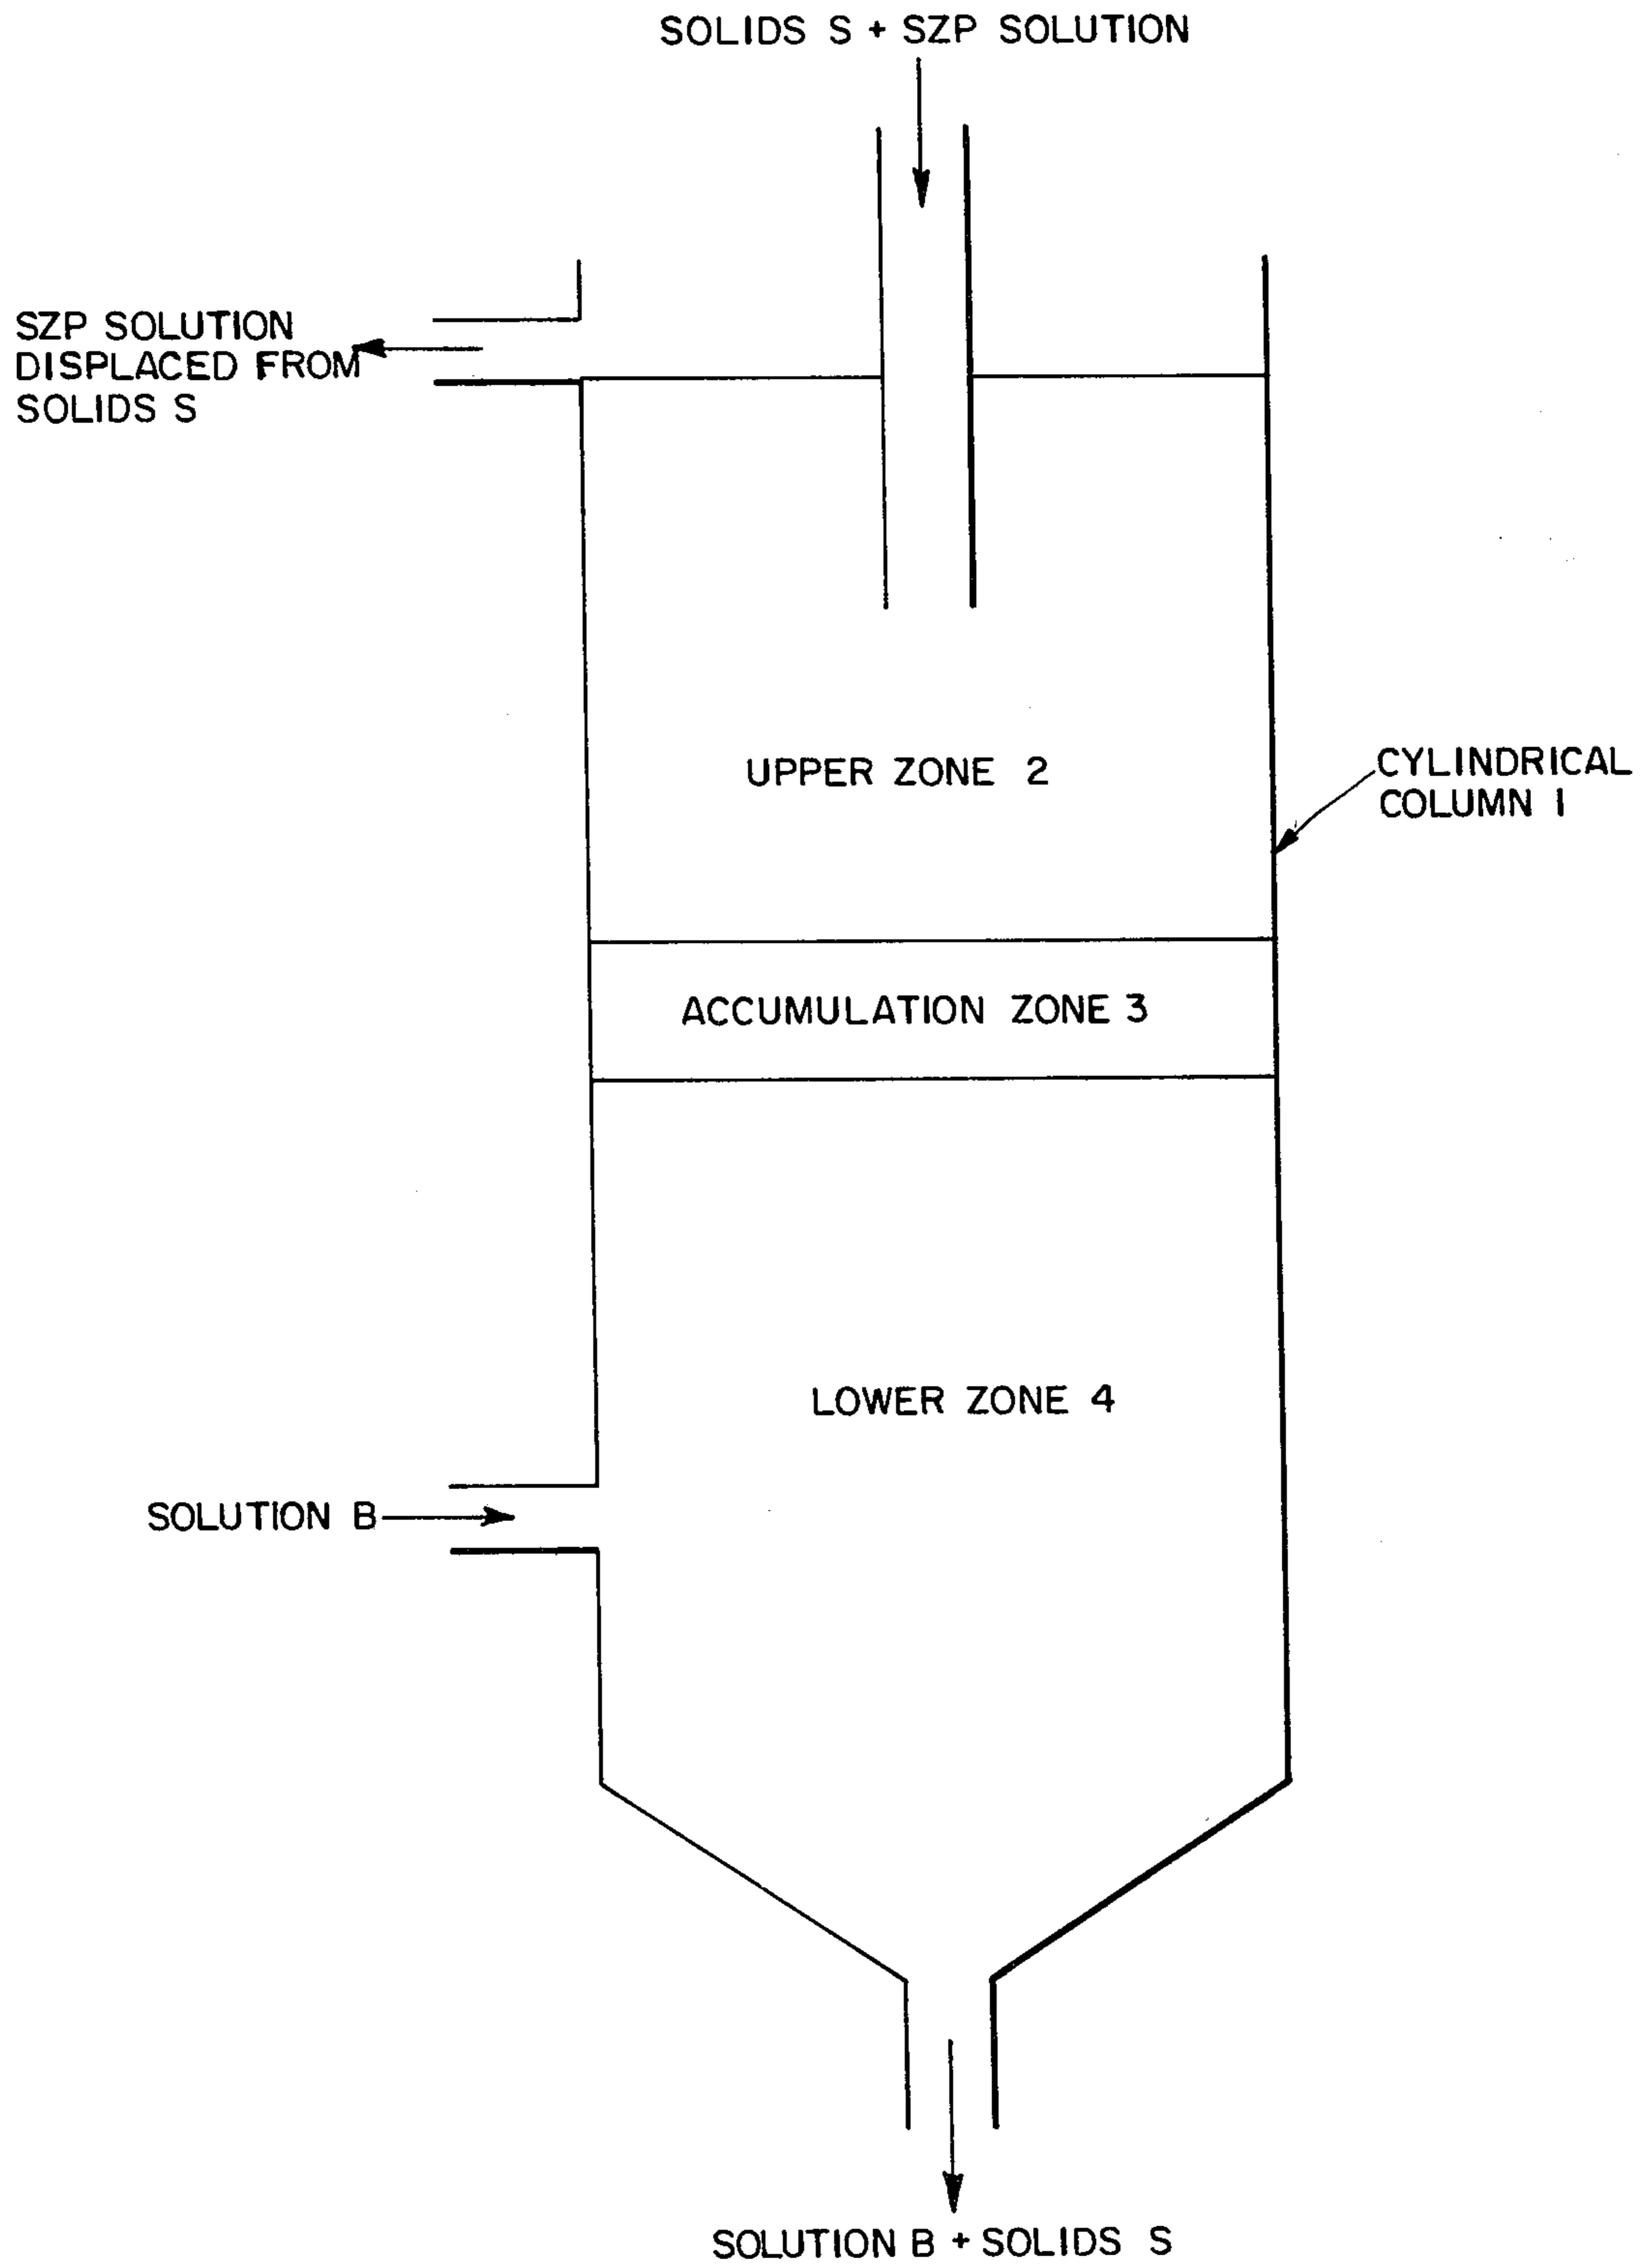 SOLIDS S + SZP SOLUTION
SZP SOLUTION
DISPLACED FROM
SOLIDS S
UPPER ZONE 2
CYLINDRICAL
COLUMN 1
ACCUMULATION ZONE 3
LOWER ZONE 4
SOLUTION B
SOLUTION B + SOLIDS S